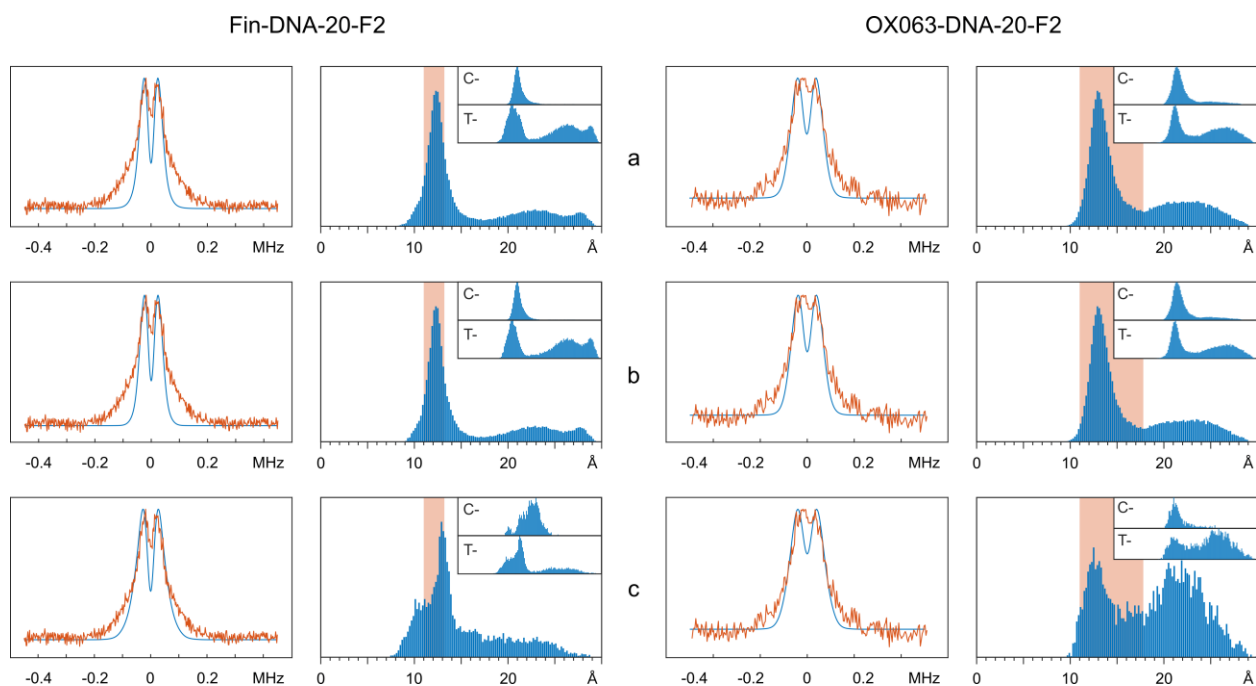 Fin-DNA-20-F2 OX063-DNA-20-F2
C- C-
T- a T-
-0.4 -0.2 0 0.2 MHz 0 20 Å -0.4 -0.2 0 0.2 MHz 0 10 20 Å
C- C-
T- b T-
-0.4 -0.2 0 0.2 MHz 0 20 Å -0.4 -0.2 0 0.2 MHz 0 10 20 Å
C- C-
T- c T-
-0.4 -0.2 0 0.2 MHz 0 20 Å -0.4 -0.2 0 0.2 MHz 0 10 20 Å